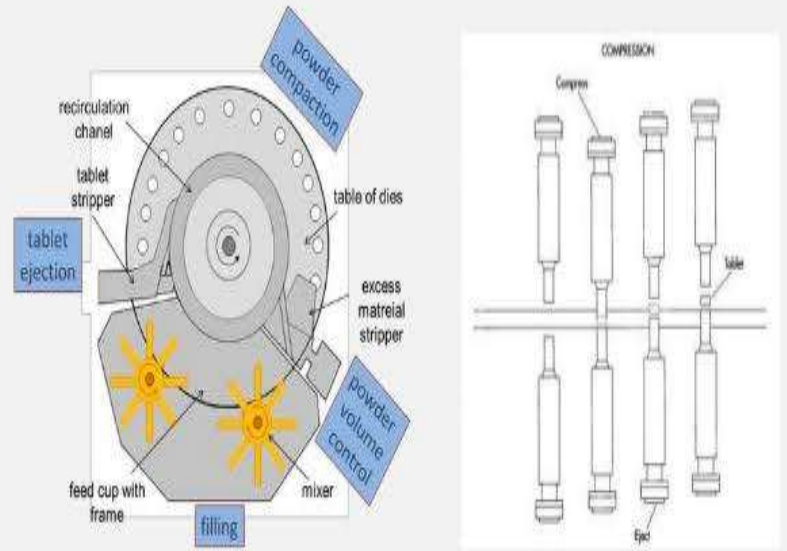 powder
compaction
recirculation
chanel
tablet
stripper
table of dies
tablet
ejection
excess
matreial
stripper
powder
volume
control
feed cup with
frame
mixer
filling
COMPRESSION
Compress
Tablet
Eject